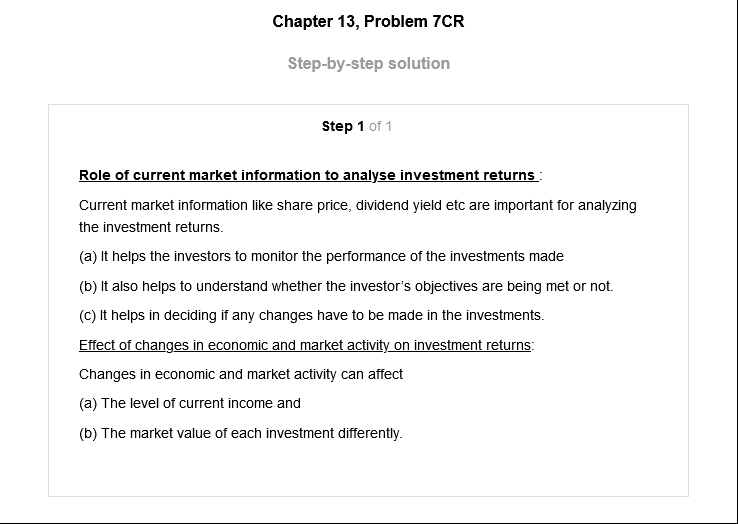 Chapter 13, Problem 7CR
Step-by-step solution
Step 1 of 1
Role of current market information to analyse investment returns :
Current market information like share price, dividend yield etc are important for analyzing
the investment returns.
(a) It helps the investors to monitor the performance of the investments made
(b) It also helps to understand whether the investor’s objectives are being met or not.
(c) It helps in deciding if any changes have to be made in the investments.
Effect of changes in economic and market activity on investment returns:
Changes in economic and market activity can affect
(a) The level of current income and
(b) The market value of each investment differently.